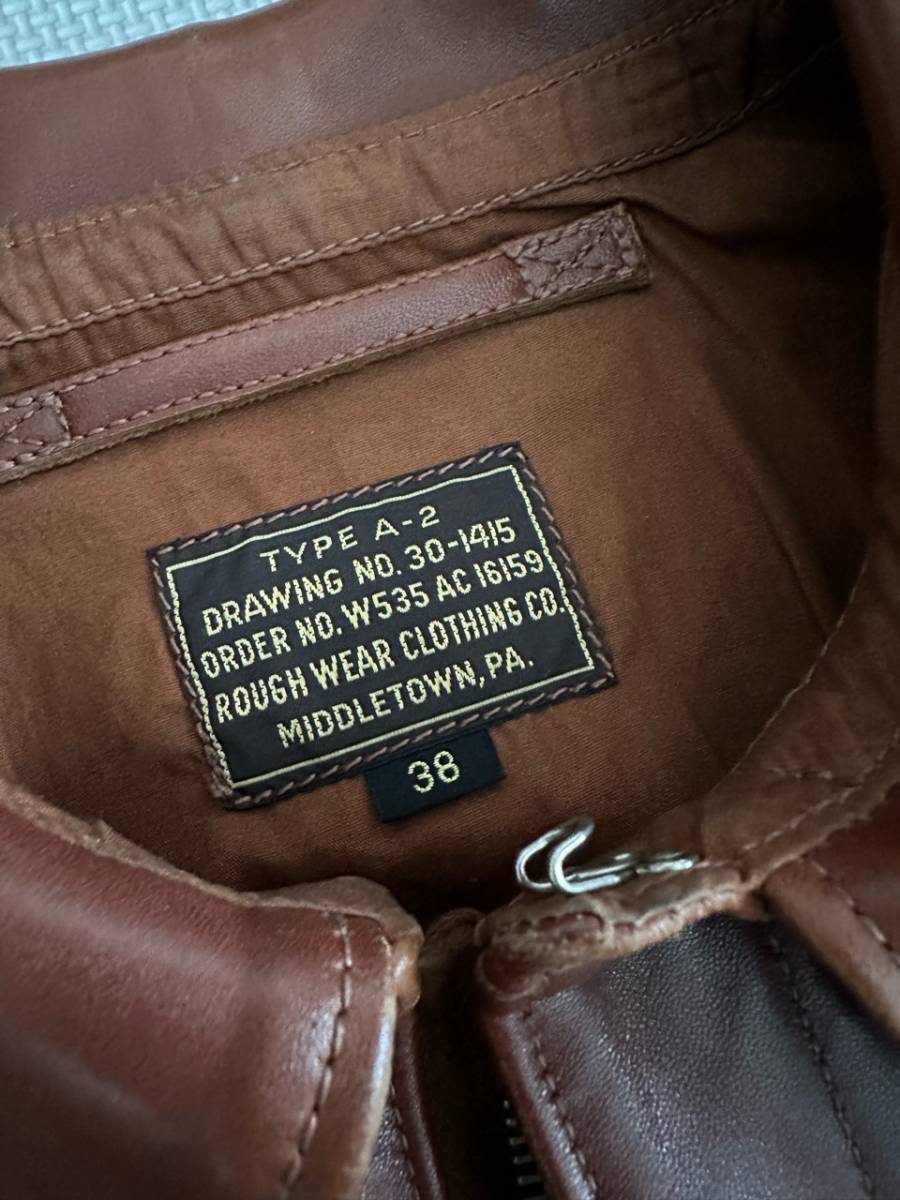 TYPE A-2
DRAWING NO. 30-1415
ORDER NO. W535 AC 16159
ROUGH WEAR CLOTHING CO.
MIDDLETOWN, PA.
38